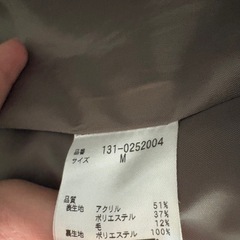 品番 131-0252004
サイズ M
品質
表生地 アクリル 51%
ポリエステル 37%
毛 12%
裏生地 ポリエステル 100%